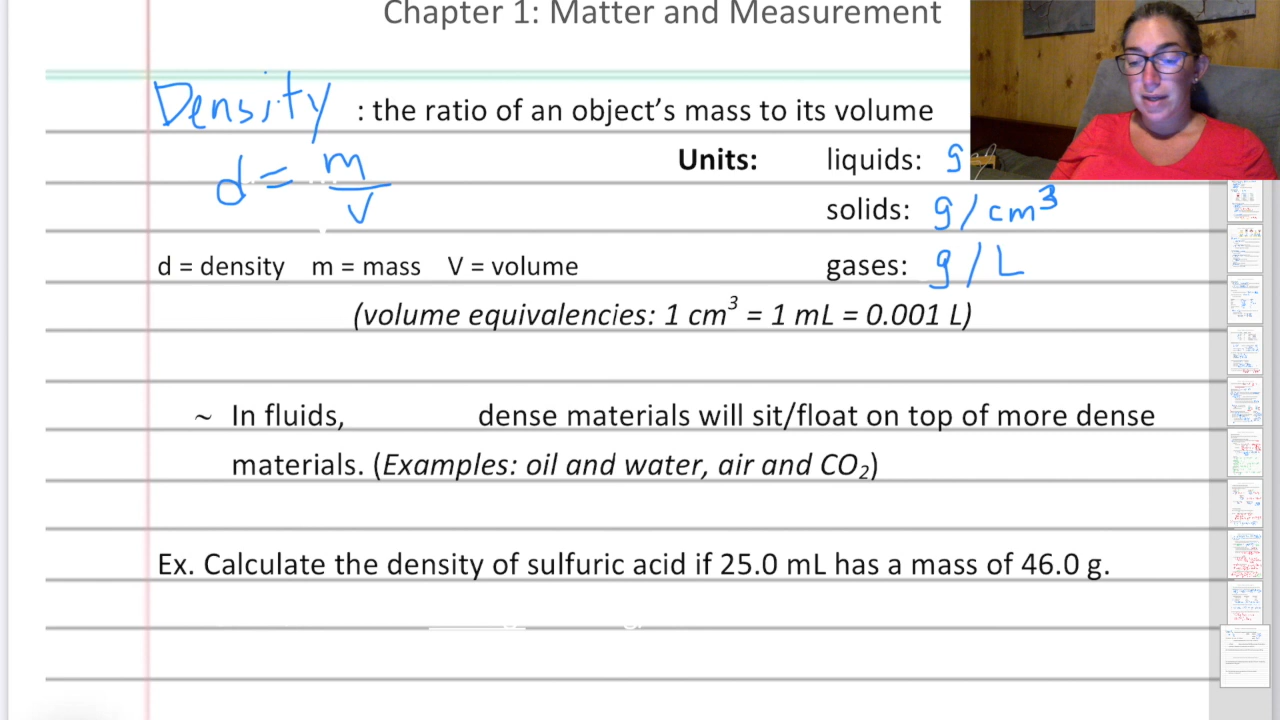 Chapter 1: Matter and Measurement
Density : the ratio of an object's mass to its volume
d = m/V
Units: liquids: g
solids: g/cm³
d = density m = mass V = volume
gases: g/L
(volume equivalencies: 1 cm³ = 1 mL = 0.001 L)
~ In fluids, dense materials will sit/float on top of more dense
materials. (Examples: oil and water, air and CO₂)
Ex. Calculate the density of sulfuric acid if 25.0 mL has a mass of 46.0 g.